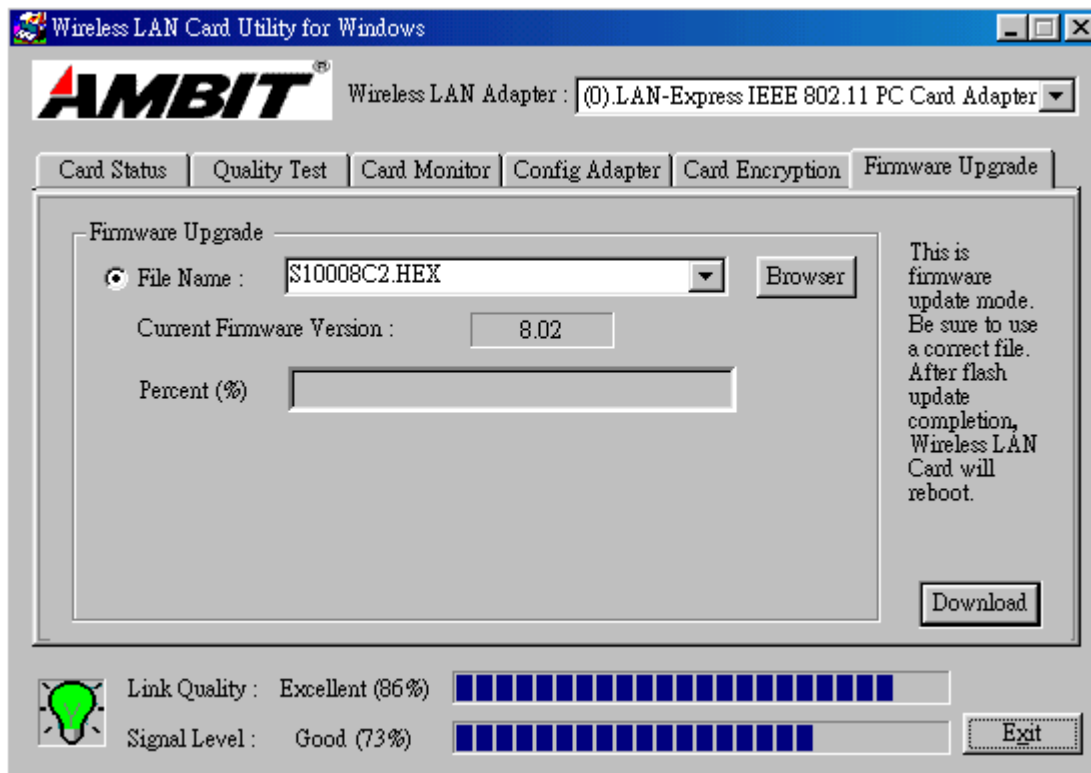 Wireless LAN Card Utility for Windows
AMBIT®
Wireless LAN Adapter : (0).LAN-Express IEEE 802.11 PC Card Adapter
Card Status Quality Test Card Monitor Config Adapter Card Encryption Firmware Upgrade
Firmware Upgrade
File Name : S10008C2.HEX Browser
Current Firmware Version : 8.02
Percent (%)
This is
firmware
update mode.
Be sure to use
a correct file.
After flash
update
completion,
Wireless LAN
Card will
reboot.
Download
Link Quality : Excellent (86%)
Signal Level : Good (73%)
Exit